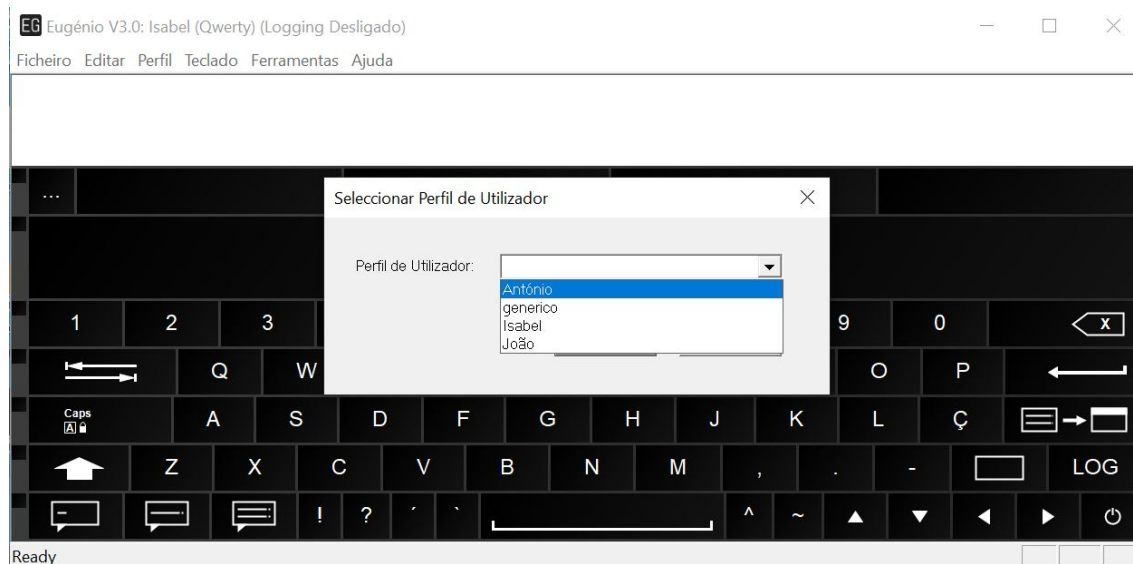 EG Eugénio V3.0: Isabel (Qwerty) (Logging Desligado)
Ficheiro Editar Perfil Teclado Ferramentas Ajuda
...
Seleccionar Perfil de Utilizador
Perfil de Utilizador:
António
generico
Isabel
João
1 2 3 9 0 X
Q W O P
Caps A A S D F G H J K L Ç
Z X C V B N M , . - LOG
! ? ´ ` ^ ~
Ready